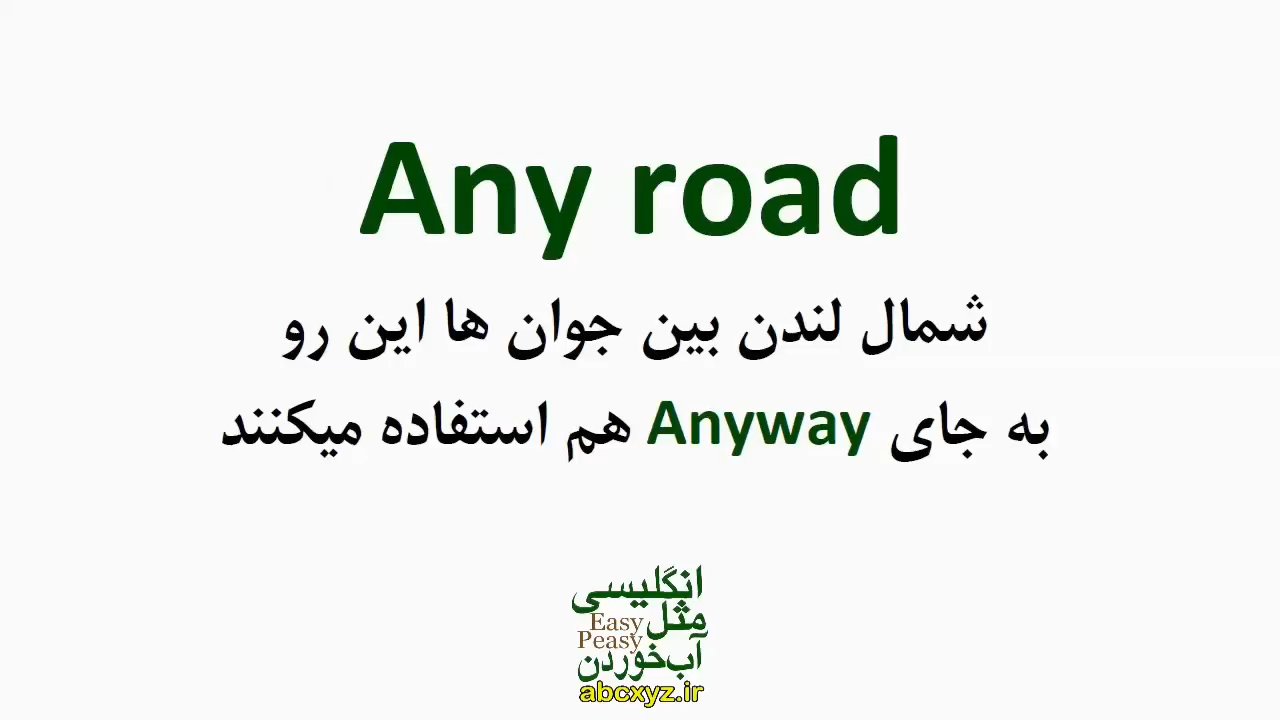 Any road
شمال لندن بین جوان ها این رو
به جای Anyway هم استفاده میکنند
انگلیسی
مثل Easy
Peasy
آب‌خوردن
abcxyz.ir